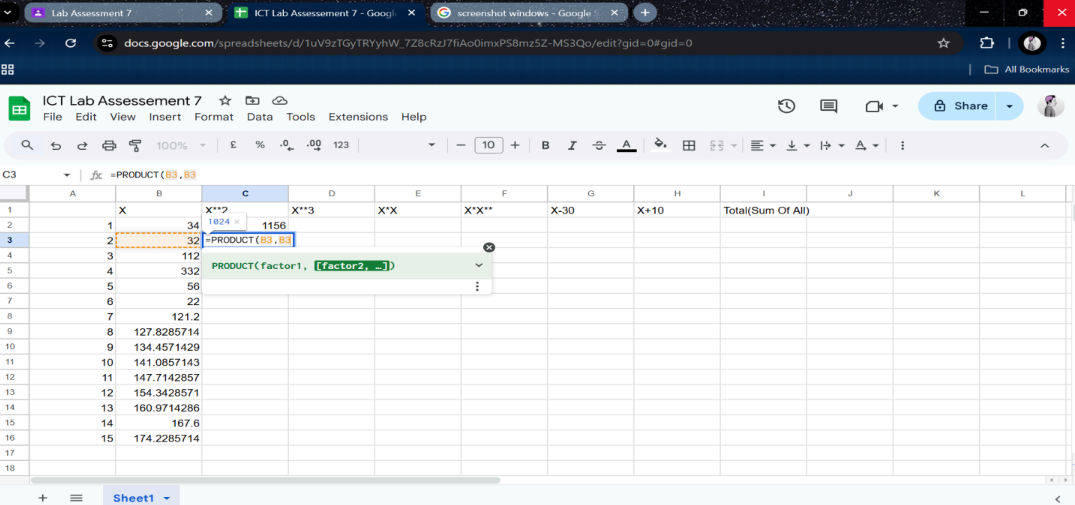 Lab Assessement 7 ICT Lab Assessement 7 - Googl screenshot windows - Google S
docs.google.com/spreadsheets/d/1uV9zTGyTRYyhW_7Z8cRzJ7fiAo0imxPS8mz5Z-MS3Qo/edit?gid=0#gid=0
All Bookmarks
ICT Lab Assessement 7
File Edit View Insert Format Data Tools Extensions Help
Share
100% £ % .0 .00 123 − 10 + B I S A A
C3 fx =PRODUCT(B3,B3
A B C D E F G H I J K L
1 X X**2 X**3 X*X X*X** X-30 X+10 Total(Sum Of All)
1024 ×
2 1 34 1156
3 2 32 =PRODUCT(B3,B3
4 3 112
PRODUCT(factor1, [factor2, …])
5 4 332
6 5 56
7 6 22
8 7 121.2
9 8 127.8285714
10 9 134.4571429
11 10 141.0857143
12 11 147.7142857
13 12 154.3428571
14 13 160.9714286
15 14 167.6
16 15 174.2285714
17
18
+ Sheet1